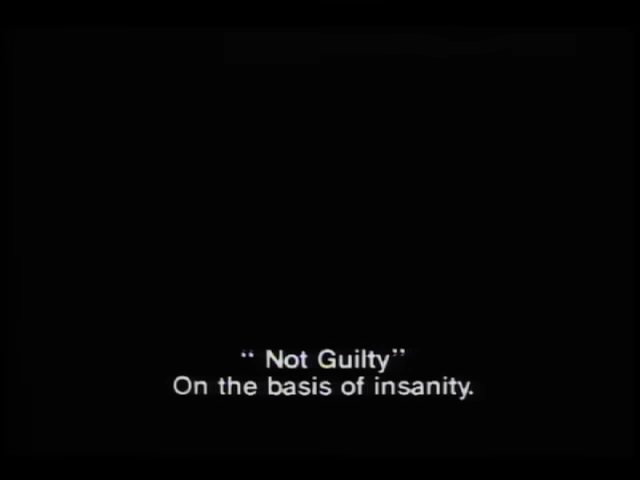 “ Not Guilty”
On the basis of insanity.